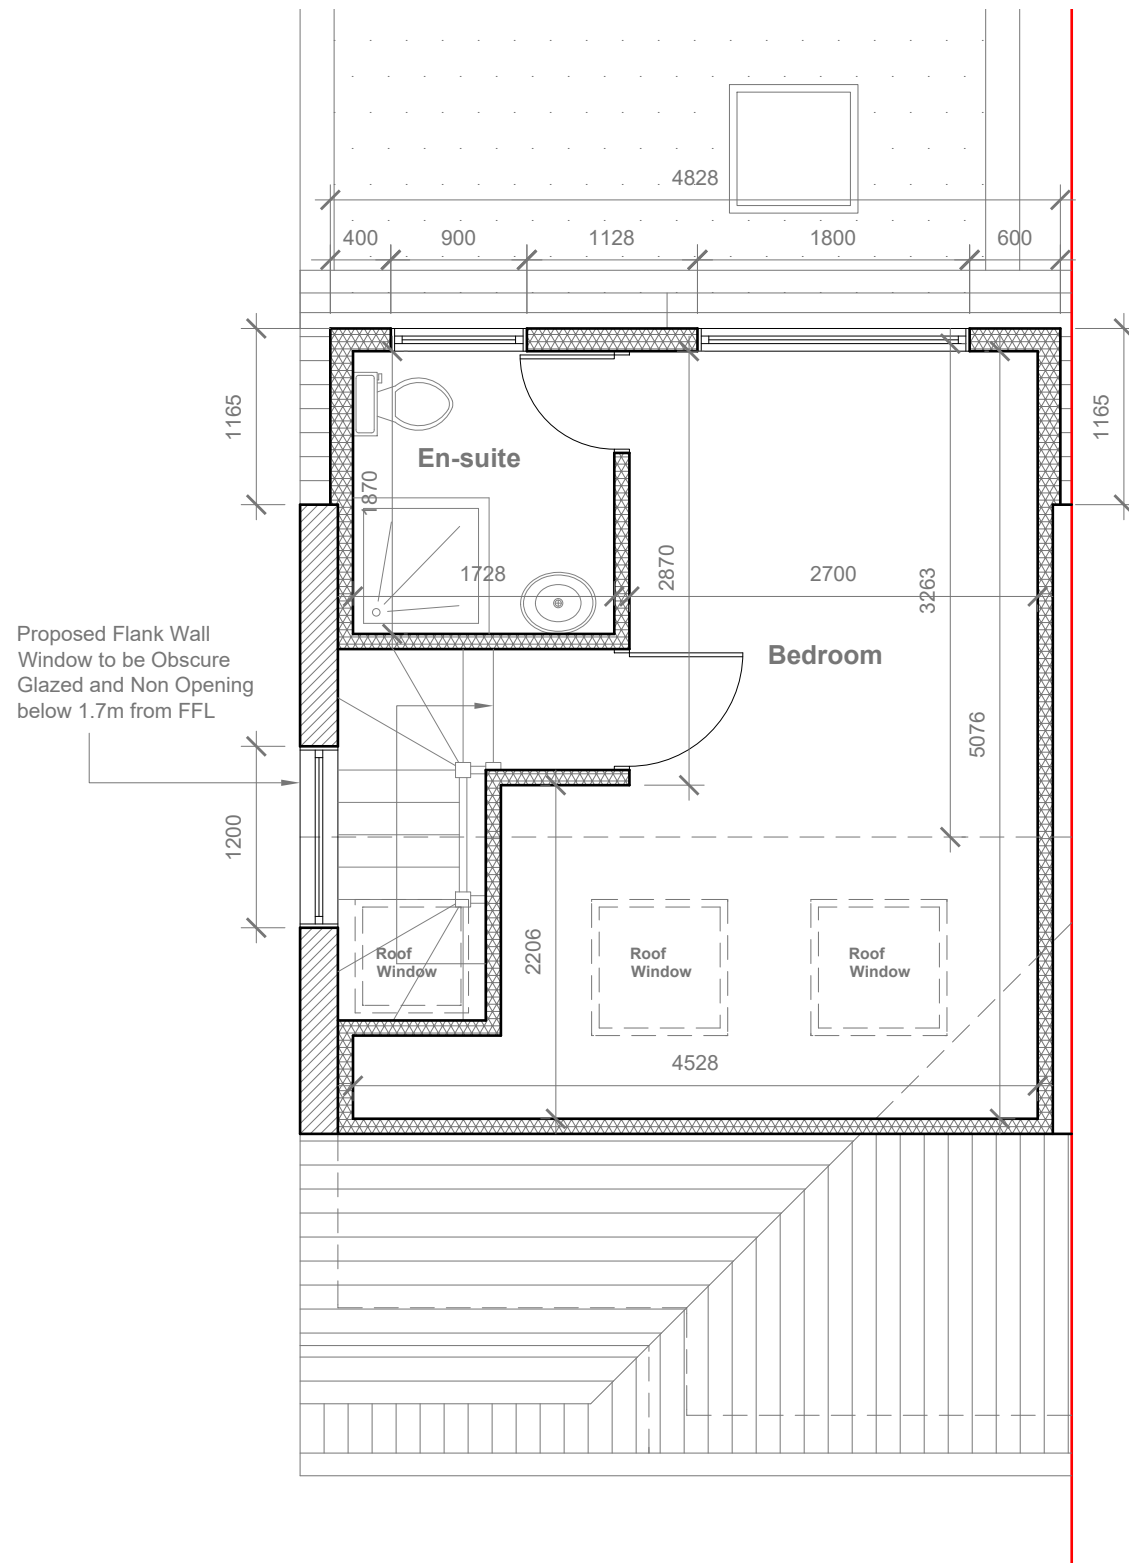 4828
400
900
1128
1800
600
1165
1165
En-suite
1870
1728
2870
2700
3263
Proposed Flank Wall
Window to be Obscure
Glazed and Non Opening
below 1.7m from FFL
Bedroom
5076
1200
2206
Roof
Window
Roof
Window
Roof
Window
4528